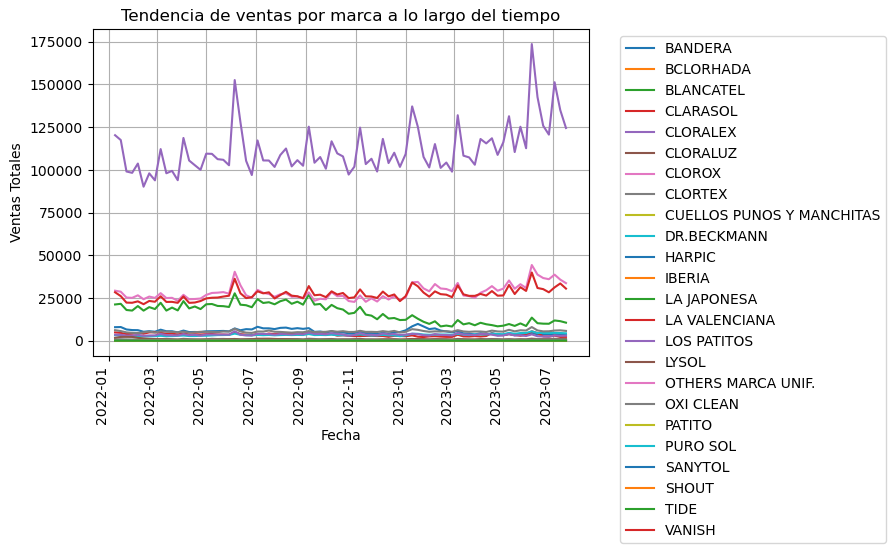 Tendencia de ventas por marca a lo largo del tiempo
Ventas Totales
175000
150000
125000
100000
75000
50000
25000
0
2022-01
2022-03
2022-05
2022-07
2022-09
2022-11
2023-01
2023-03
2023-05
2023-07
Fecha
BANDERA
BCLORHADA
BLANCATEL
CLARASOL
CLORALEX
CLORALUZ
CLOROX
CLORTEX
CUELLOS PUNOS Y MANCHITAS
DR.BECKMANN
HARPIC
IBERIA
LA JAPONESA
LA VALENCIANA
LOS PATITOS
LYSOL
OTHERS MARCA UNIF.
OXI CLEAN
PATITO
PURO SOL
SANYTOL
SHOUT
TIDE
VANISH